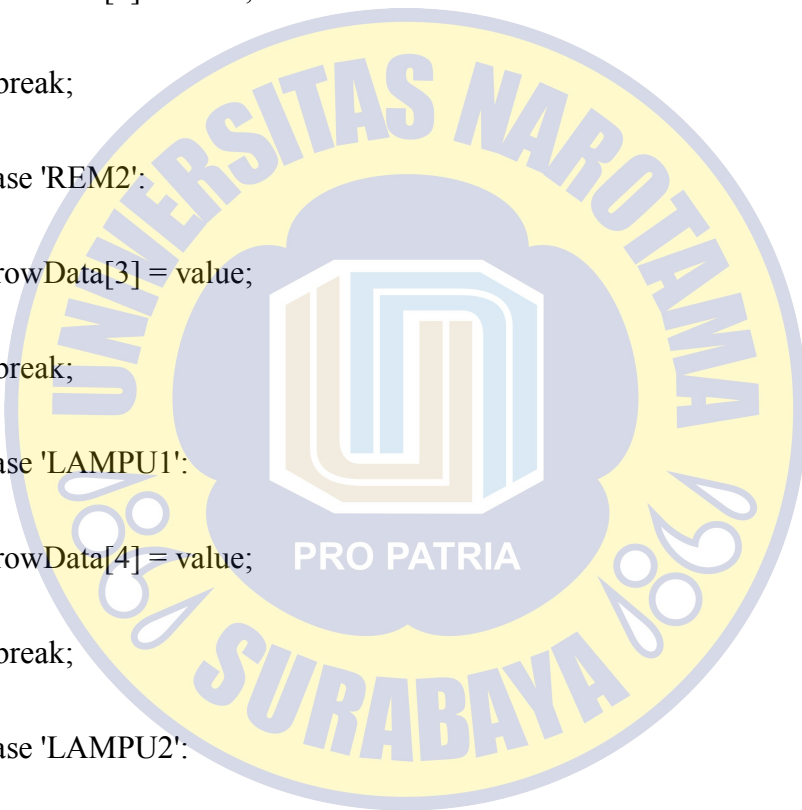 break;
ase 'REM2':
rowData[3] = value;
break;
ase 'LAMPU1':
rowData[4] = value;
break;
ase 'LAMPU2':
UNIVERSITAS NAROTAMA
PRO PATRIA
SURABAYA